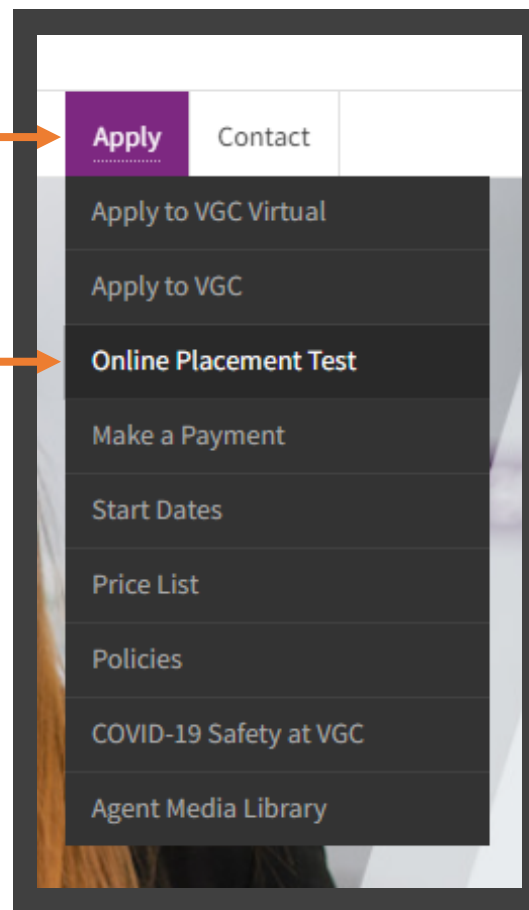 Apply Contact
Apply to VGC Virtual
Apply to VGC
Online Placement Test
Make a Payment
Start Dates
Price List
Policies
COVID-19 Safety at VGC
Agent Media Library